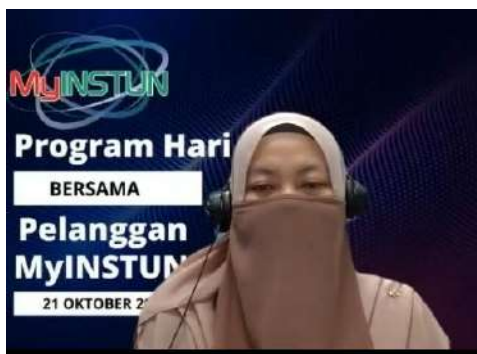 MyINSTUN
Program Hari
BERSAMA
Pelanggan
MyINSTUN
21 OKTOBER